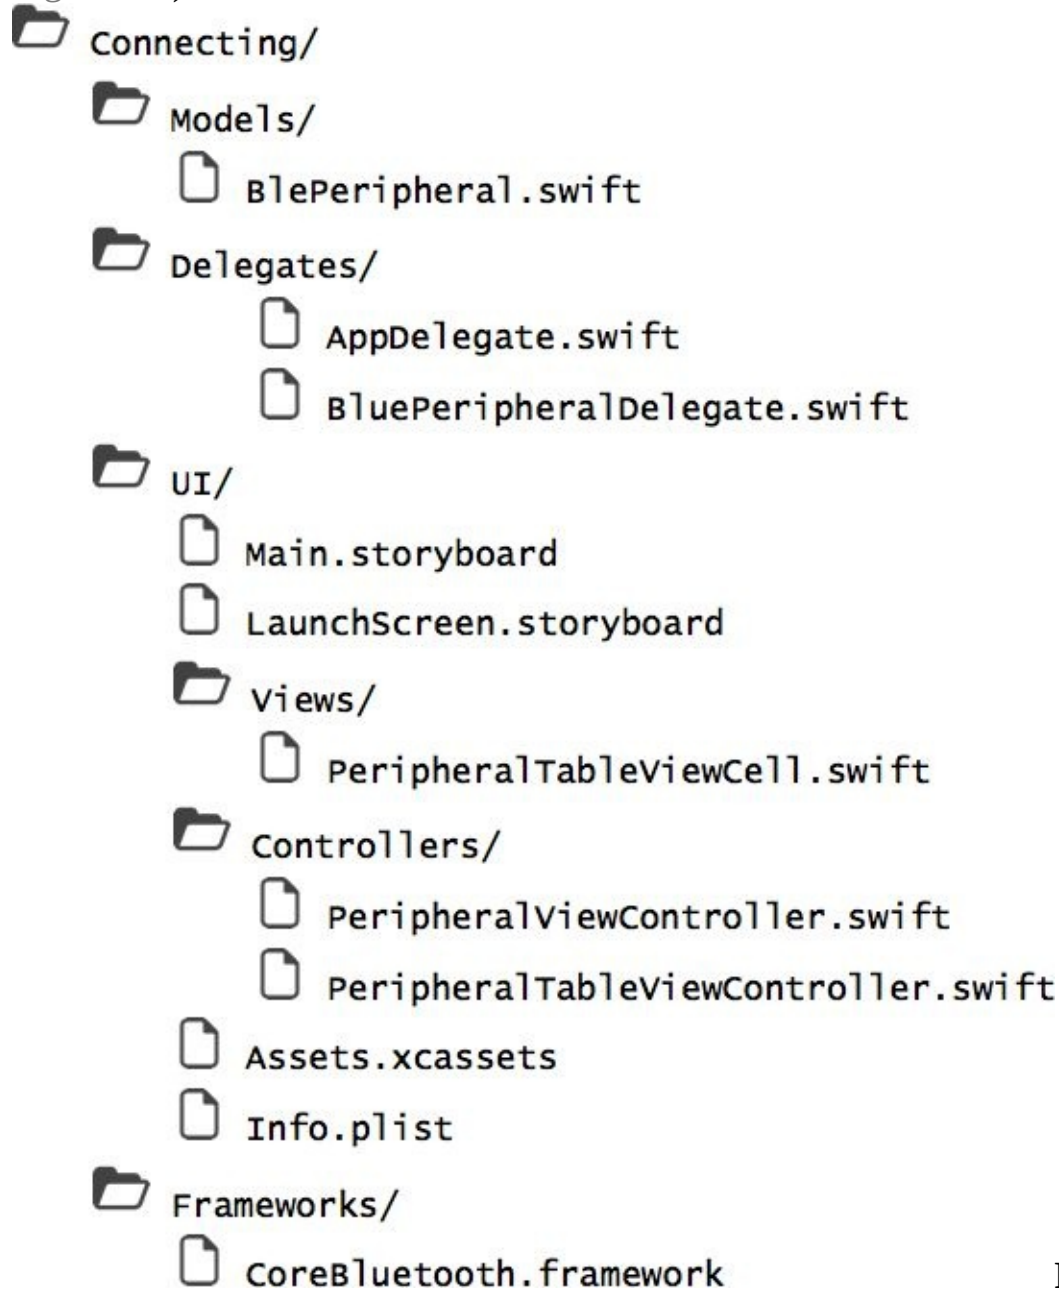 Connecting/
Models/
BlePeripheral.swift
Delegates/
AppDelegate.swift
BluePeripheralDelegate.swift
UI/
Main.storyboard
LaunchScreen.storyboard
Views/
PeripheralTableViewCell.swift
Controllers/
PeripheralViewController.swift
PeripheralTableViewController.swift
Assets.xcassets
Info.plist
Frameworks/
CoreBluetooth.framework